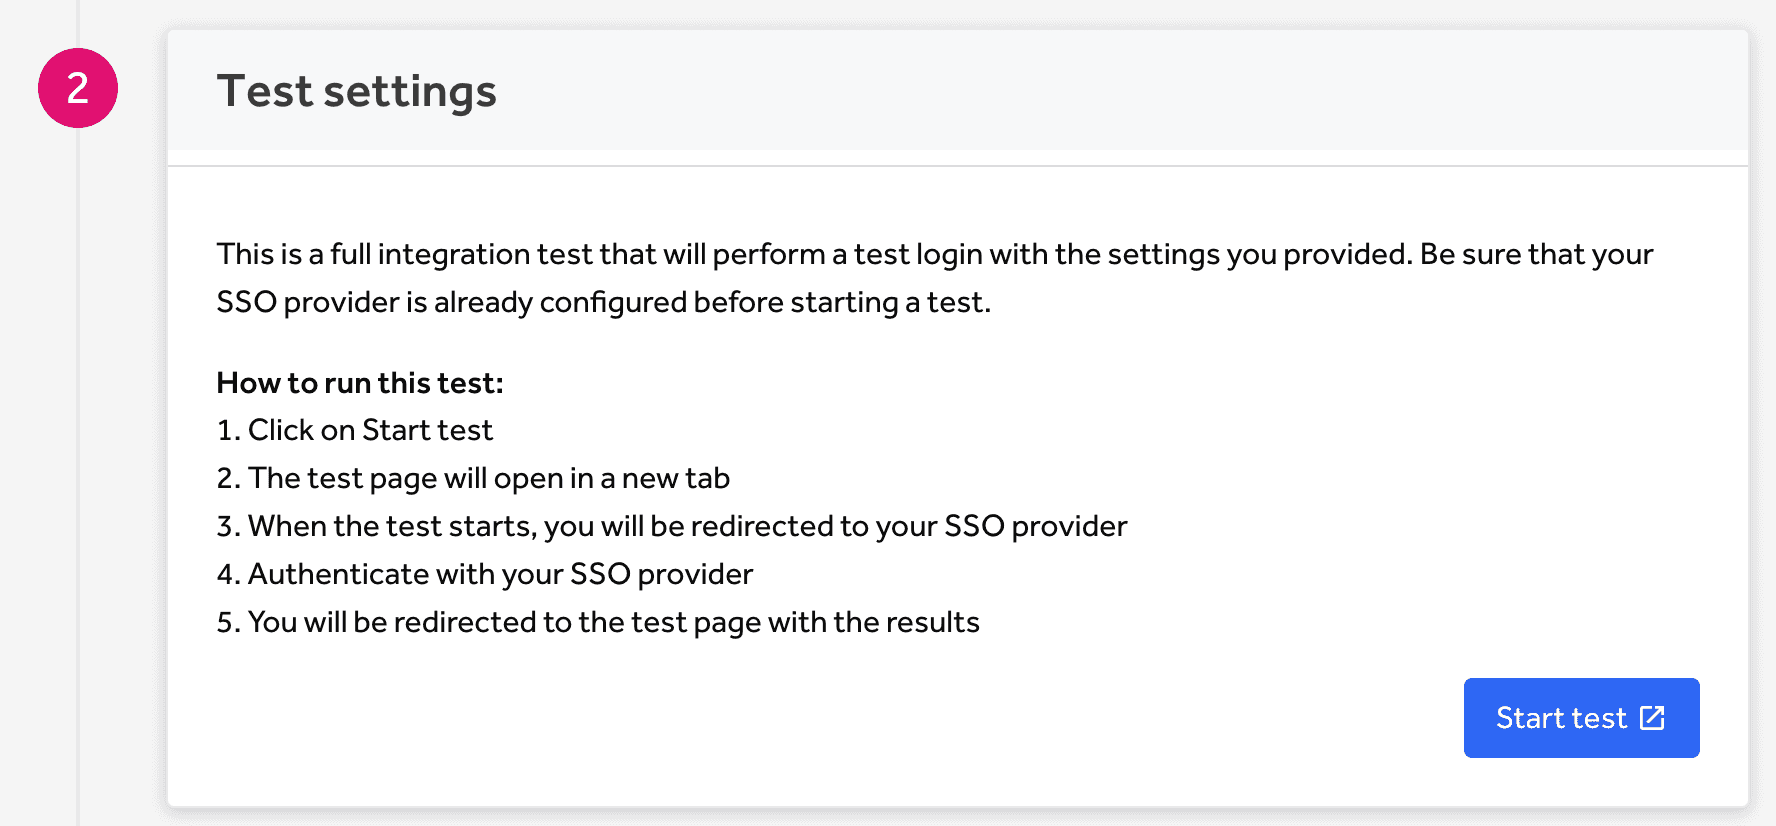 2
Test settings
This is a full integration test that will perform a test login with the settings you provided. Be sure that your
SSO provider is already configured before starting a test.
How to run this test:
1. Click on Start test
2. The test page will open in a new tab
3. When the test starts, you will be redirected to your SSO provider
4. Authenticate with your SSO provider
5. You will be redirected to the test page with the results
Start test